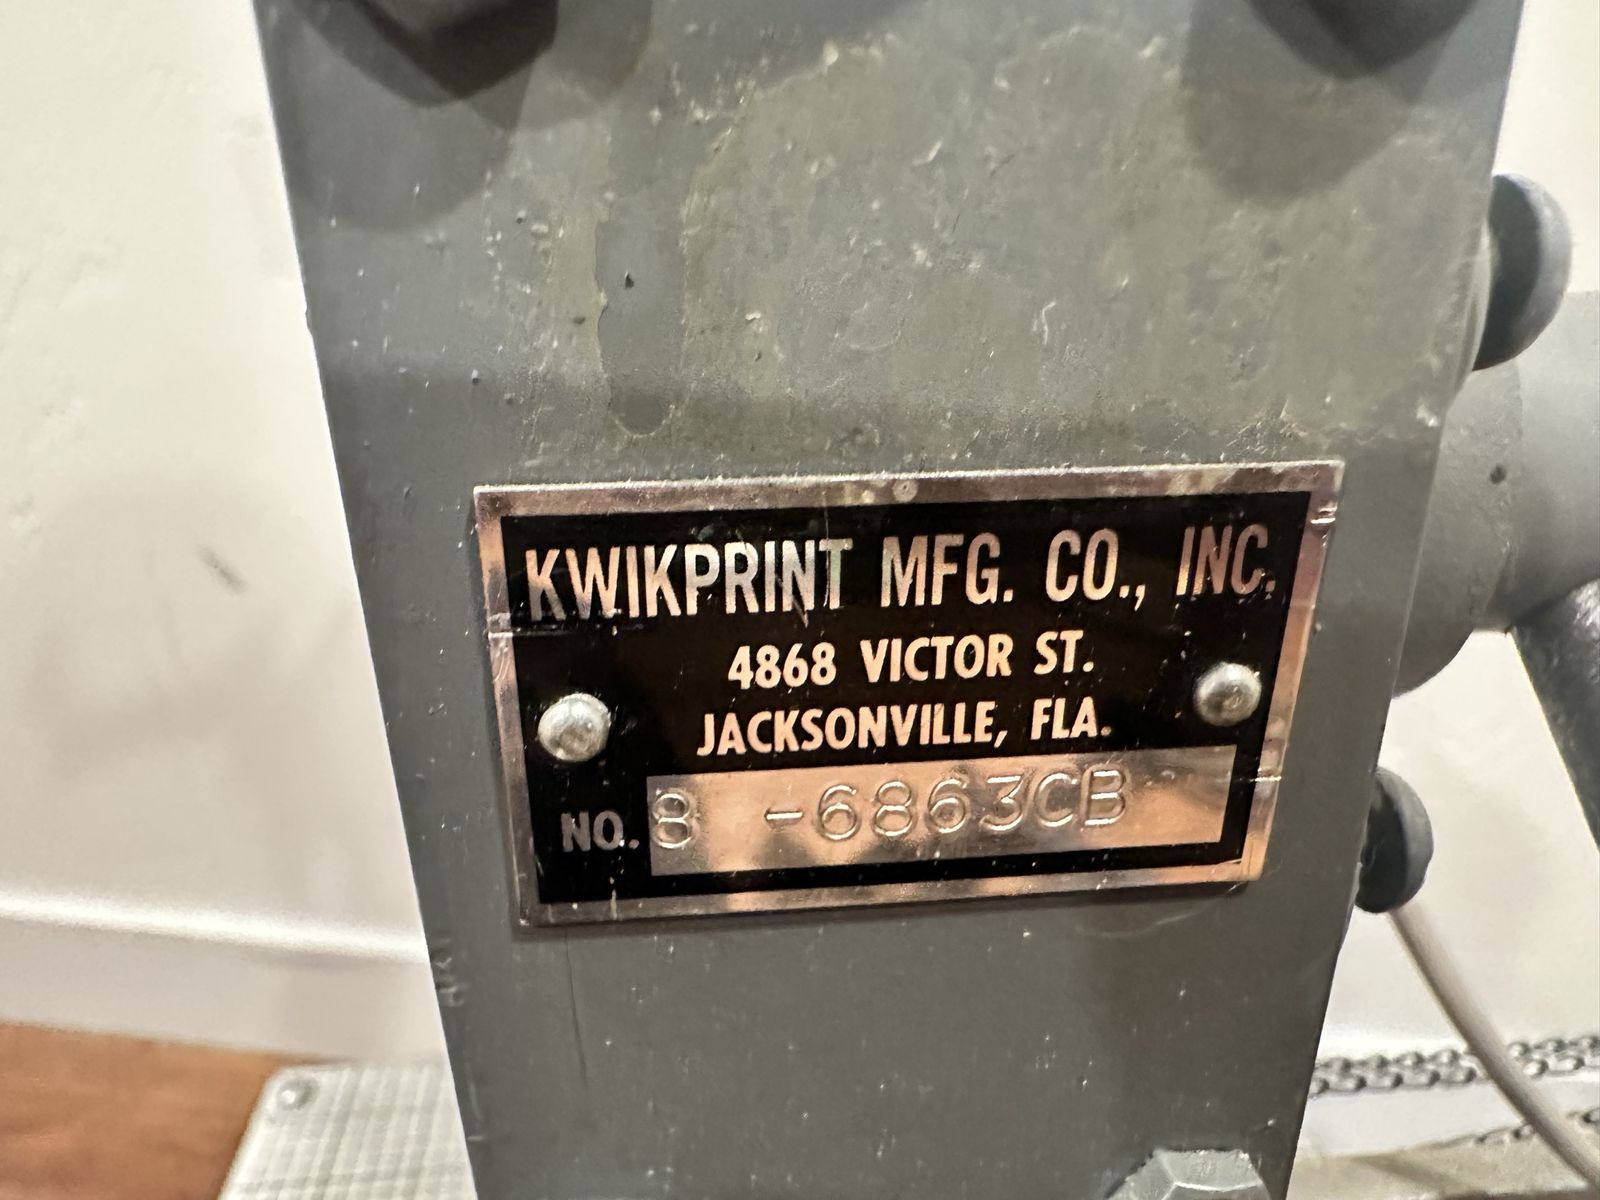 KWIKPRINT MFG. CO., INC.
4868 VICTOR ST.
JACKSONVILLE, FLA.
NO. 8 -6863CB